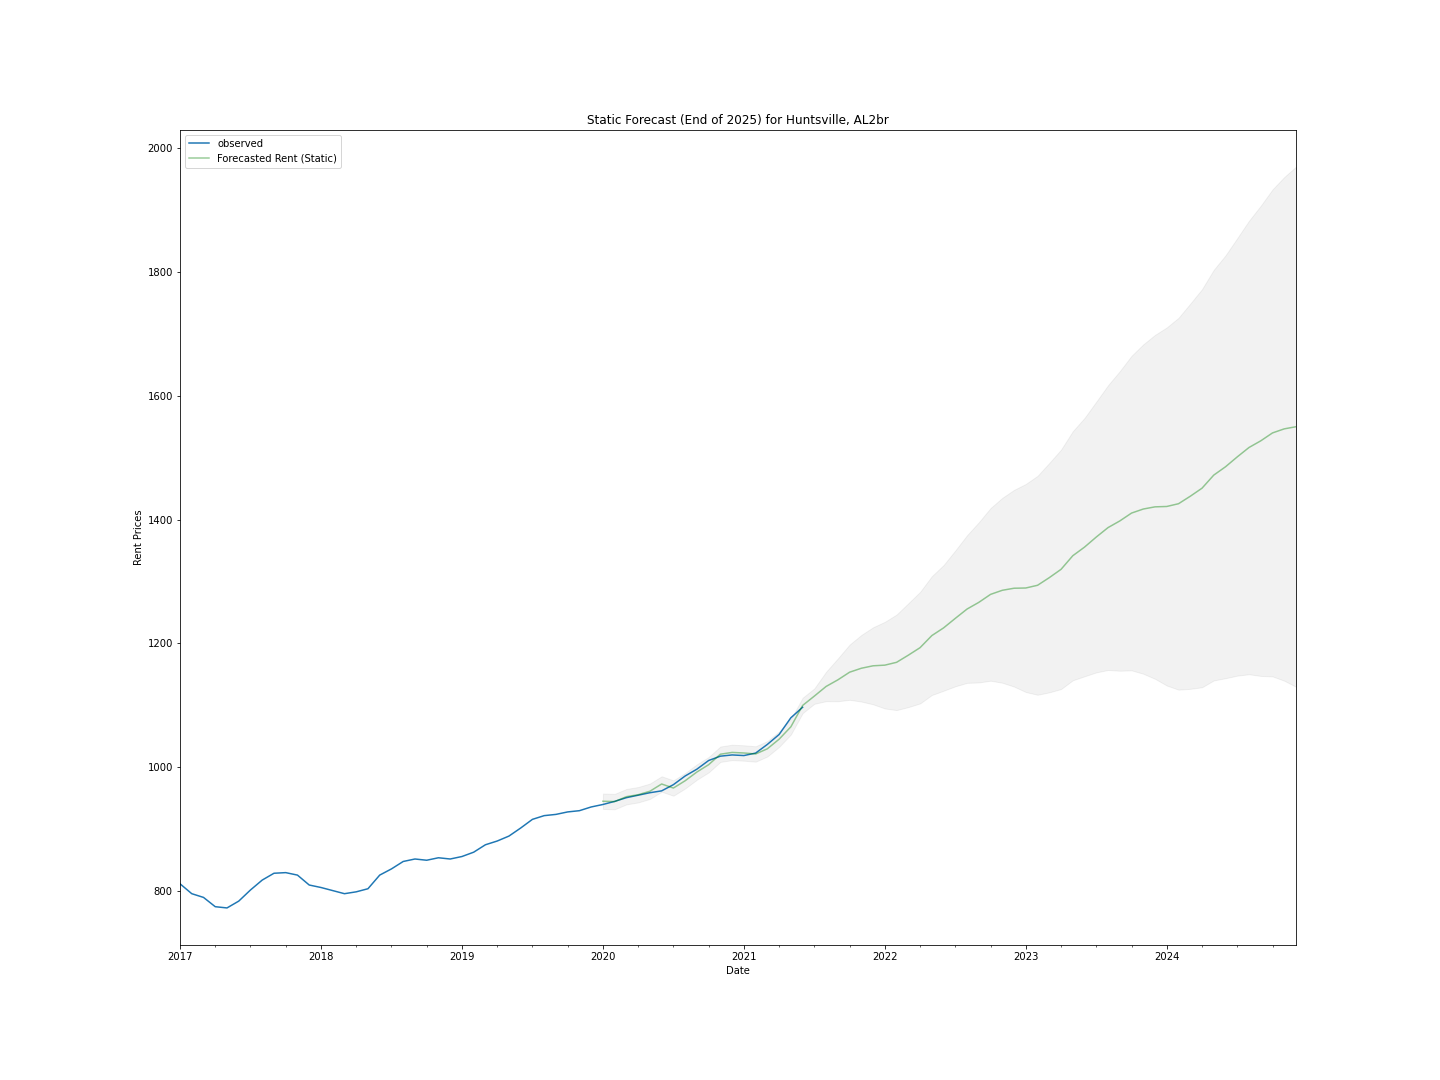 Static Forecast (End of 2025) for Huntsville, AL2br
observed
Forecasted Rent (Static)
2000
1800
1600
1400
1200
1000
800
Rent Prices
2017 2018 2019 2020 2021 2022 2023 2024
Date